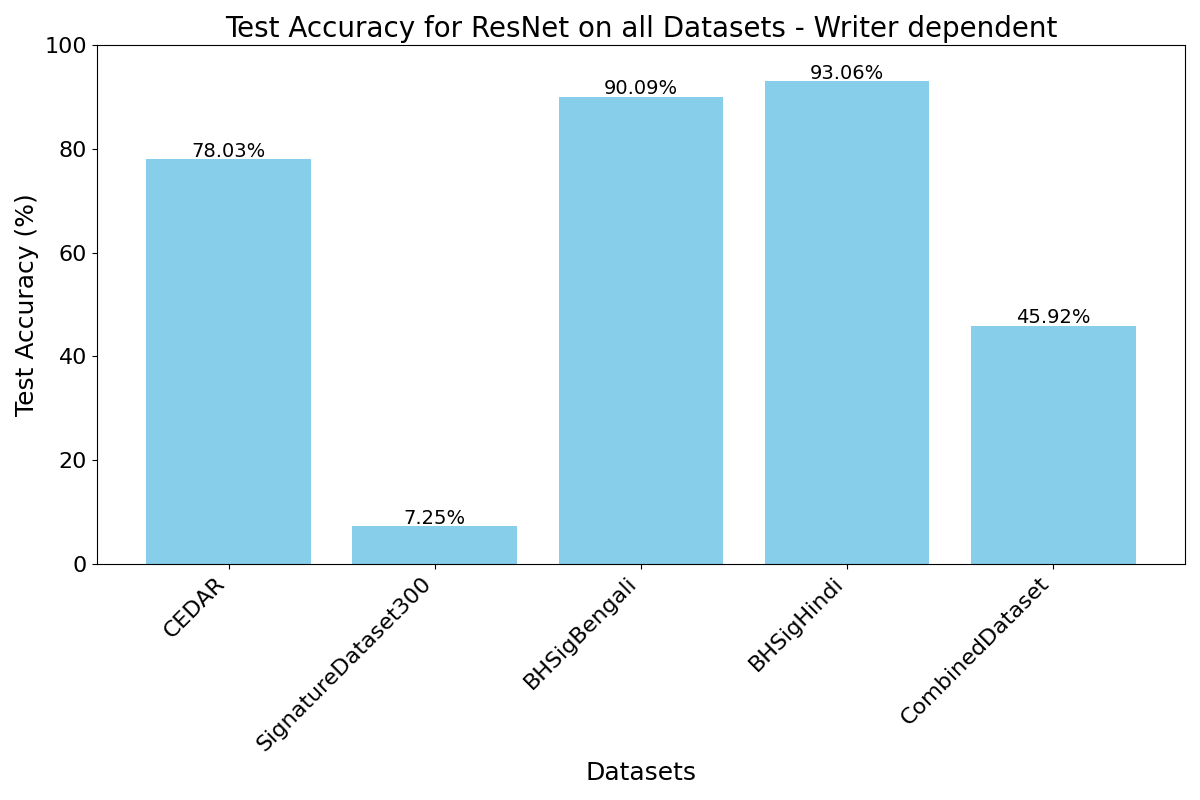 Test Accuracy for ResNet on all Datasets - Writer dependent
Test Accuracy (%)
100
80
60
40
20
0
78.03%
7.25%
90.09%
93.06%
45.92%
CEDAR
SignatureDataset300
BHSigBengali
BHSigHindi
CombinedDataset
Datasets